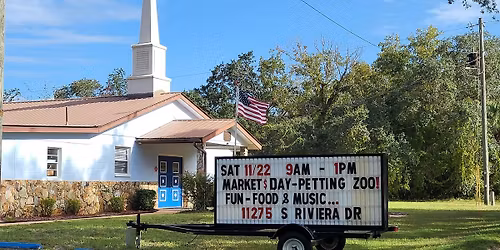 SAT 11/22 9AM - 1PM
MARKET$DAY-PETTING ZOO!
FUN-FOOD & MUSIC...
11275 S RIVIERA DR